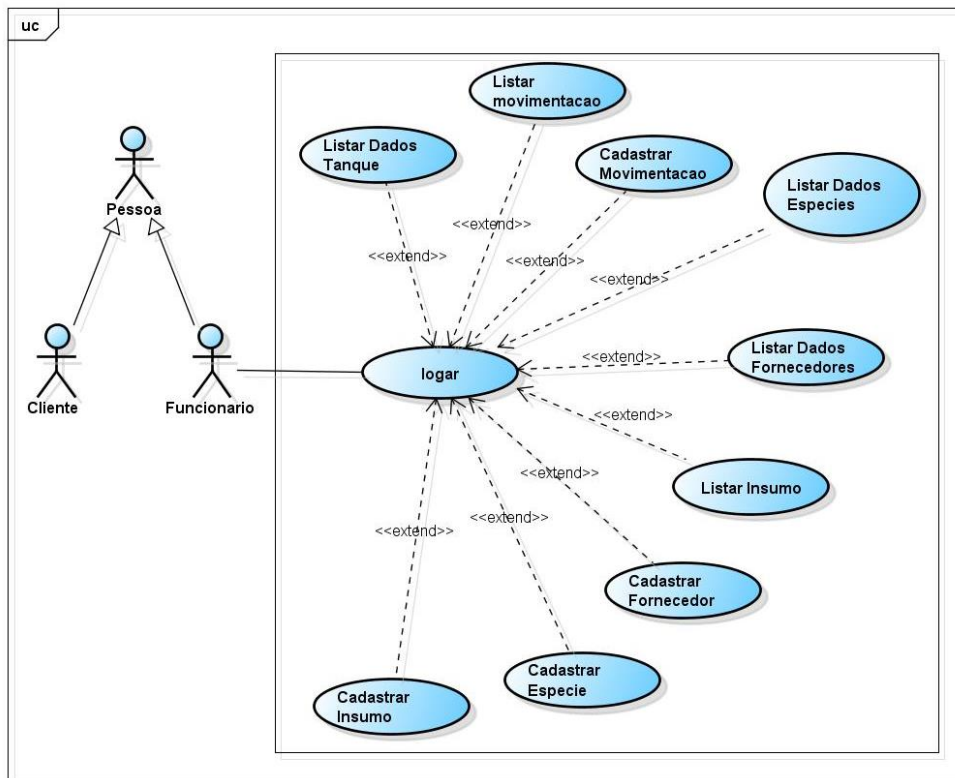 uc
Listar
movimentacao
Listar Dados
Tanque
Cadastrar
Movimentacao
Listar Dados
Especies
Pessoa
<<extend>>
<<extend>>
<<extend>>
<<extend>>
<<extend>>
Listar Dados
Fornecedores
logar
Cliente
Funcionario
<<extend>>
Listar Insumo
<<extend>>
<<extend>>
<<extend>>
Cadastrar
Fornecedor
Cadastrar
Especie
Cadastrar
Insumo